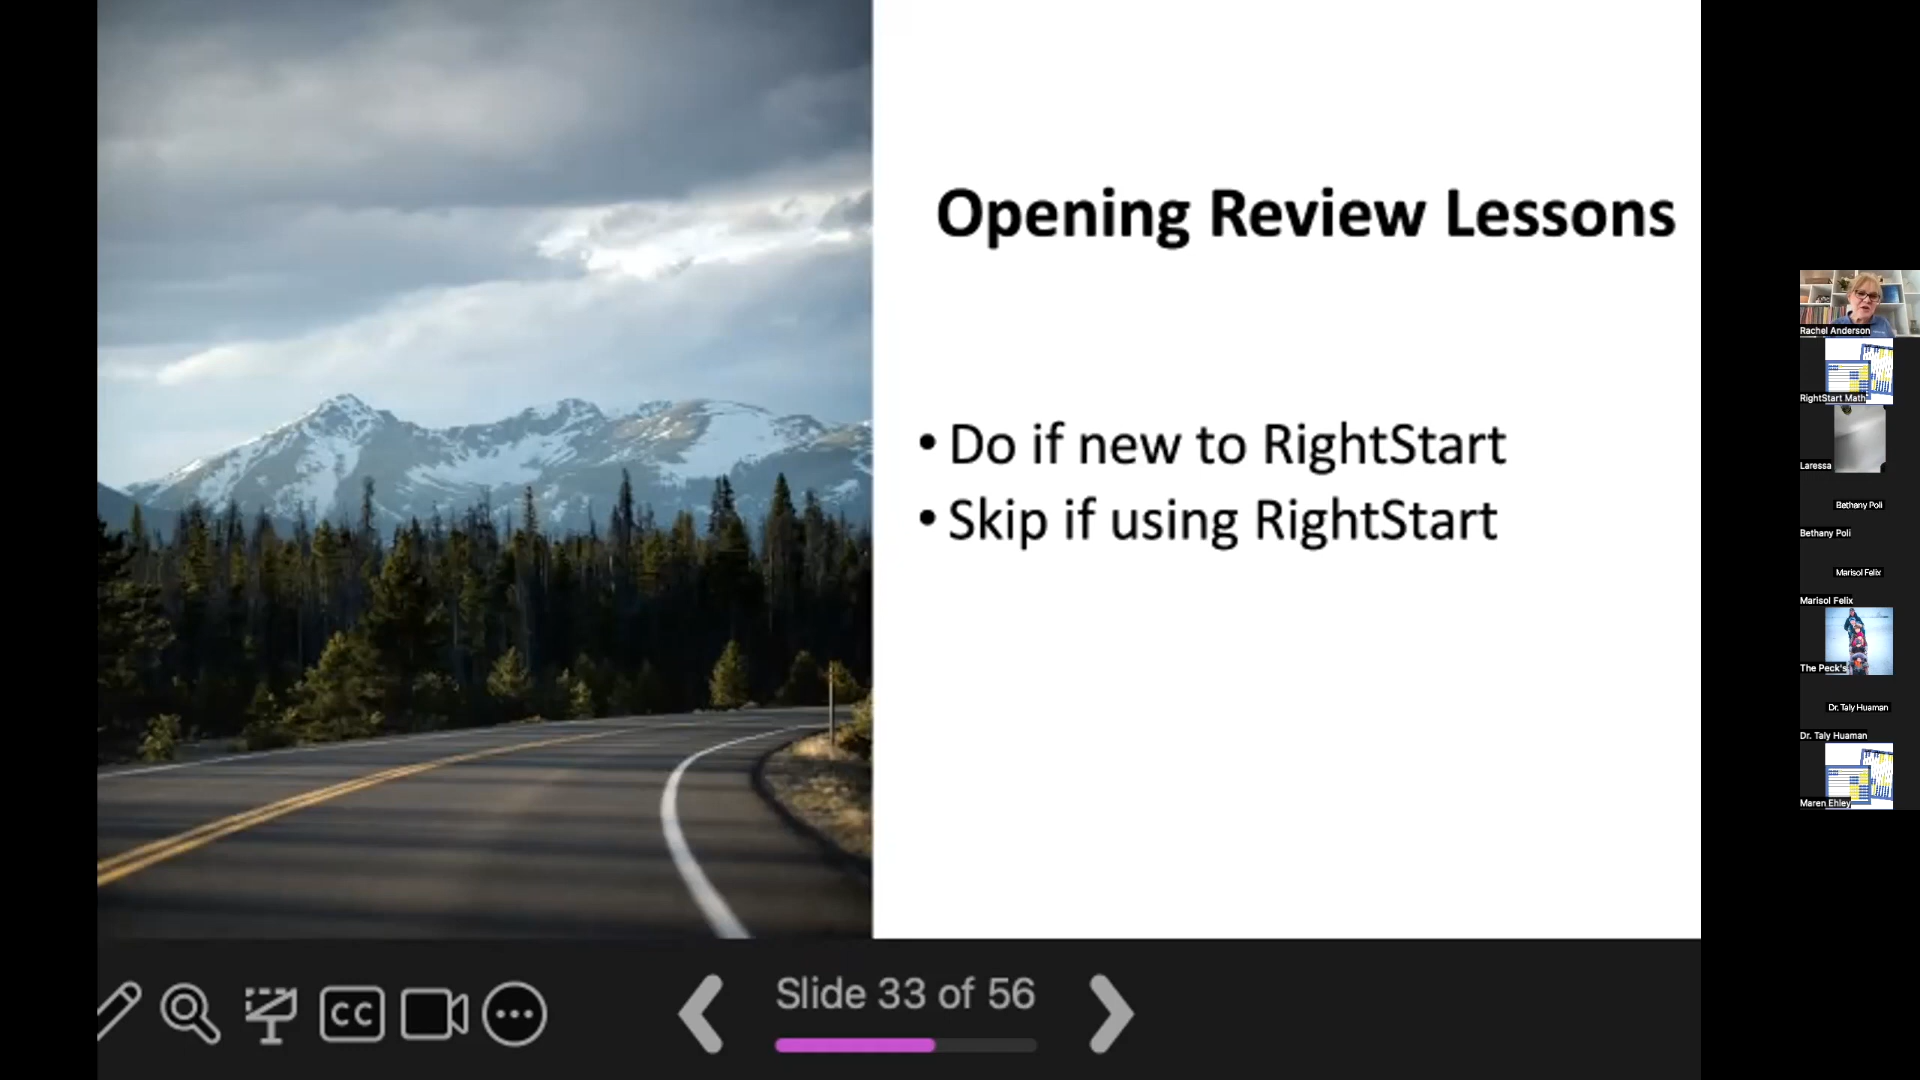 Opening Review Lessons
• Do if new to RightStart
• Skip if using RightStart
CC
Slide 33 of 56
Rachel Anderson
RightStart Math
Laressa
Bethany Poli
Bethany Poli
Marisol Felix
Marisol Felix
The Peck's
Dr. Taly Huaman
Dr. Taly Huaman
Maren Ehley